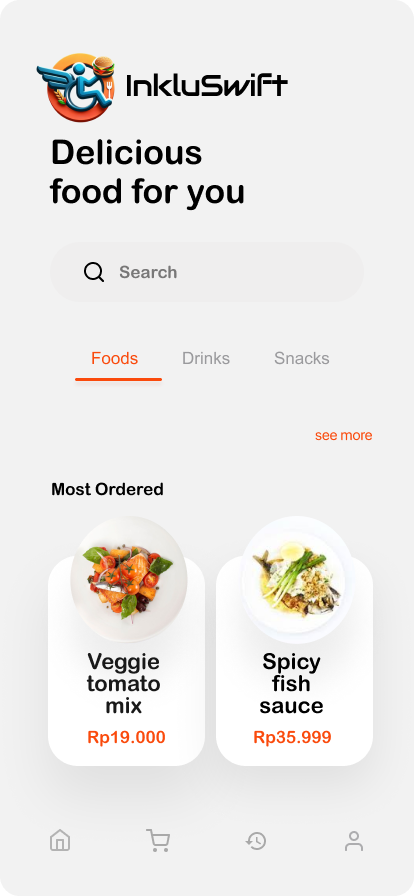 InkluSwift
Delicious
food for you
Search
Foods Drinks Snacks
see more
Most Ordered
Veggie
tomato
mix
Rp19.000
Spicy
fish
sauce
Rp35.999